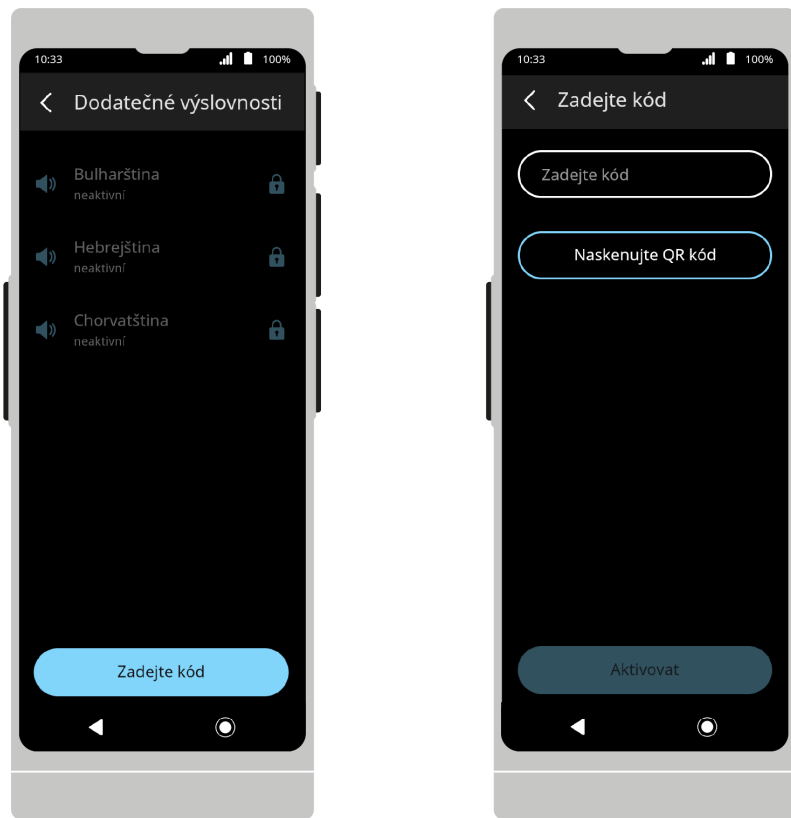 10:33
100%
Dodatečné výslovnosti
Bulharština
neaktivní
Hebrejština
neaktivní
Chorvatština
neaktivní
Zadejte kód
10:33
100%
Zadejte kód
Zadejte kód
Naskenujte QR kód
Aktivovat